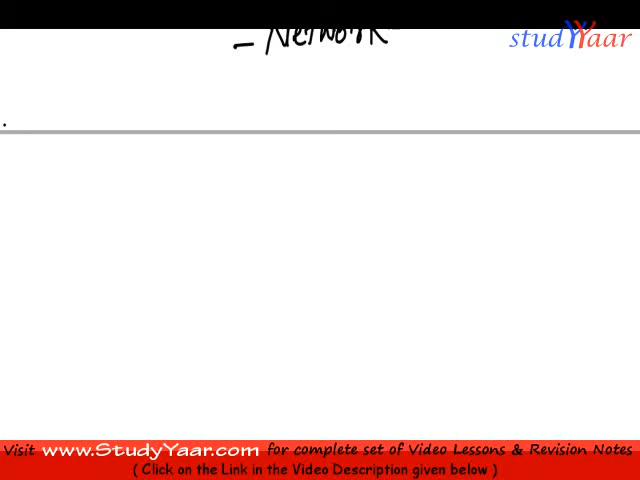 – Network
studYYaar
.
Visit www.StudyYaar.com for complete set of Video Lessons & Revision Notes
( Click on the Link in the Video Description given below )